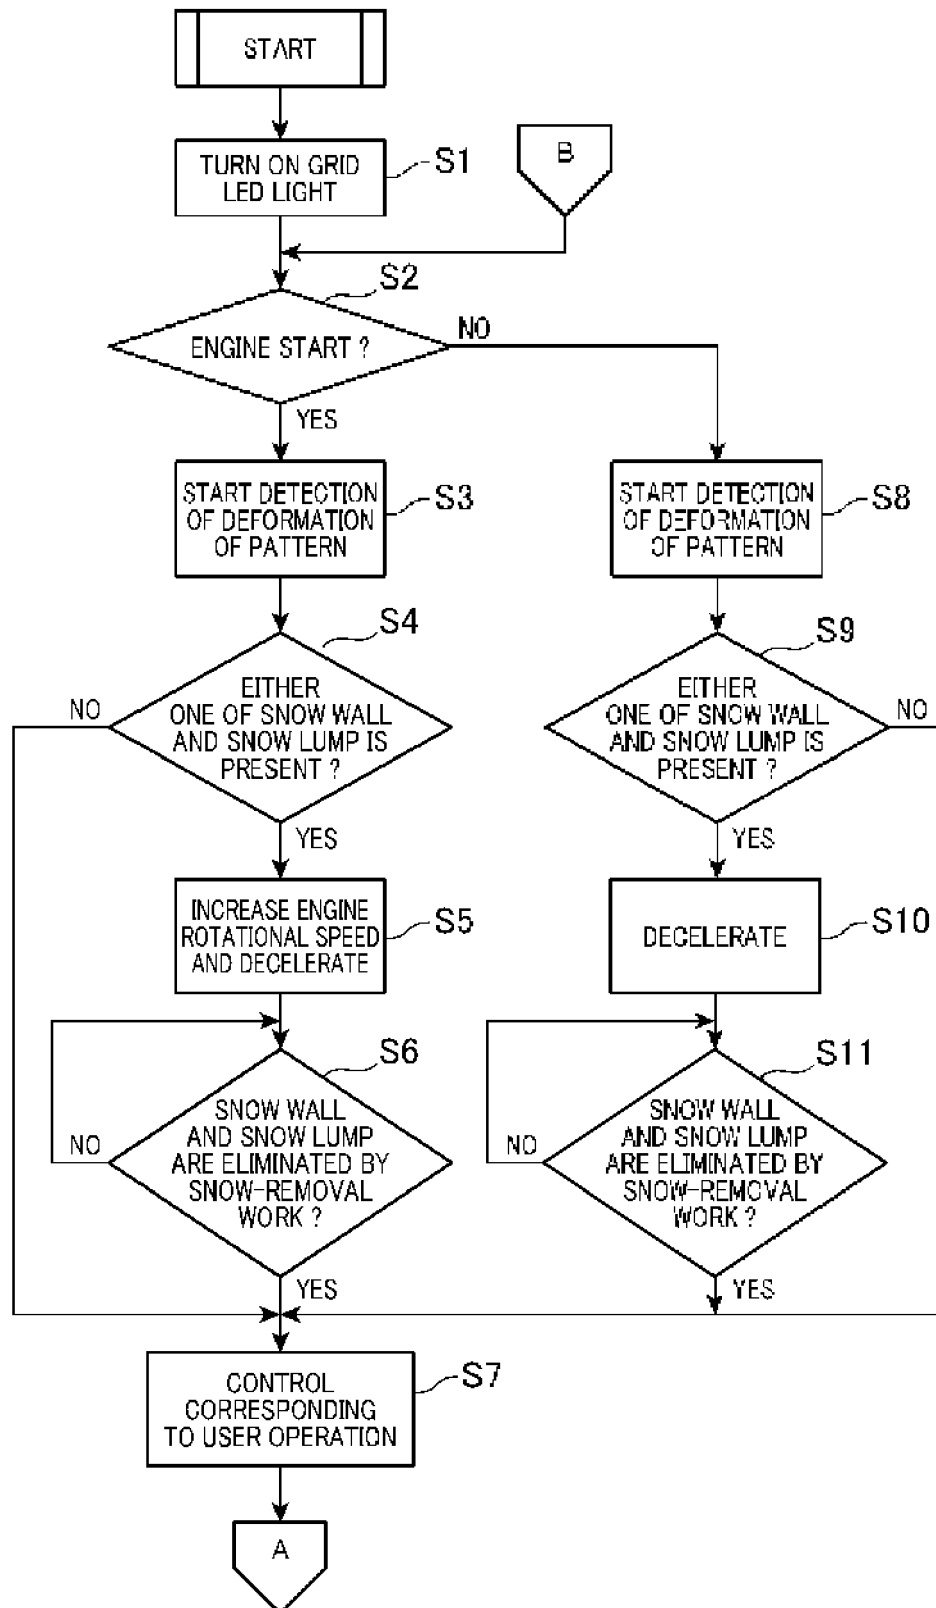 START
TURN ON GRID
LED LIGHT
S1
B
S2
ENGINE START ?
NO
YES
START DETECTION
OF DEFORMATION
OF PATTERN
S3
START DETECTION
OF DEFORMATION
OF PATTERN
S8
S4
EITHER
ONE OF SNOW WALL
AND SNOW LUMP IS
PRESENT ?
NO
YES
S9
EITHER
ONE OF SNOW WALL
AND SNOW LUMP IS
PRESENT ?
NO
YES
INCREASE ENGINE
ROTATIONAL SPEED
AND DECELERATE
S5
DECELERATE
S10
S6
SNOW WALL
AND SNOW LUMP
ARE ELIMINATED BY
SNOW-REMOVAL
WORK ?
NO
YES
S11
SNOW WALL
AND SNOW LUMP
ARE ELIMINATED BY
SNOW-REMOVAL
WORK ?
NO
YES
CONTROL
CORRESPONDING
TO USER OPERATION
S7
A